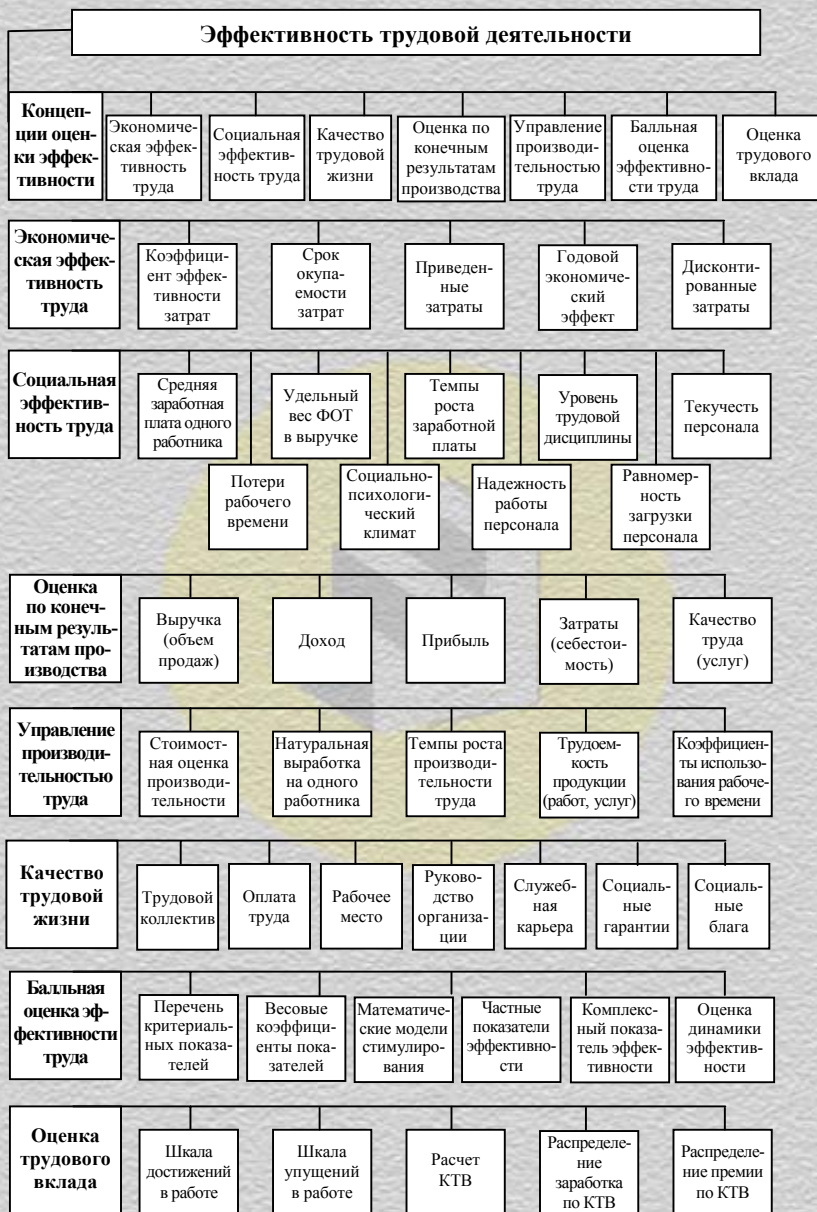 Эффективность трудовой деятельности
Концеп-
ции оцен-
ки эффек-
тивности
Экономиче-
ская эффек-
тивность
труда
Социальная
эффектив-
ность труда
Качество
трудовой
жизни
Оценка по
конечным
результатам
производства
Управление
производи-
тельностью
труда
Балльная
оценка
эффективно-
сти труда
Оценка
трудового
вклада
Экономиче-
ская эффек-
тивность
труда
Коэффици-
ент эффек-
тивности
затрат
Срок
окупа-
емости
затрат
Приведен-
ные
затраты
Годовой
экономиче-
ский
эффект
Дисконти-
рованные
затраты
Социальная
эффектив-
ность труда
Средняя
заработная
плата одного
работника
Удельный
вес ФОТ
в выручке
Темпы
роста
заработной
платы
Уровень
трудовой
дисциплины
Текучесть
персонала
Потери
рабочего
времени
Социально-
психологи-
ческий
климат
Надежность
работы
персонала
Равномер-
ность
загрузки
персонала
Оценка
по конеч-
ным резуль-
татам про-
изводства
Выручка
(объем
продаж)
Доход
Прибыль
Затраты
(себестои-
мость)
Качество
труда
(услуг)
Управление
производи-
тельностью
труда
Стоимост-
ная оценка
производи-
тельности
Натуральная
выработка
на одного
работника
Темпы роста
производи-
тельности
труда
Трудоем-
кость
продукции
(работ, услуг)
Коэффициен-
ты использо-
вания рабоче-
го времени
Качество
трудовой
жизни
Трудовой
коллектив
Оплата
труда
Рабочее
место
Руково-
дство
организа-
ции
Служеб-
ная
карьера
Социаль-
ные
гарантии
Социаль-
ные
блага
Балльная
оценка эф-
фективности
труда
Перечень
критериаль-
ных показа-
телей
Весовые
коэффици-
енты пока-
зателей
Математиче-
ские модели
стимулиро-
вания
Частные
показатели
эффективно-
сти
Комплекс-
ный показа-
тель эффек-
тивности
Оценка
динамики
эффектив-
ности
Оценка
трудового
вклада
Шкала
достижений
в работе
Шкала
упущений
в работе
Расчет
КТВ
Распределе-
ние
заработка
по КТВ
Распределе-
ние премии
по КТВ